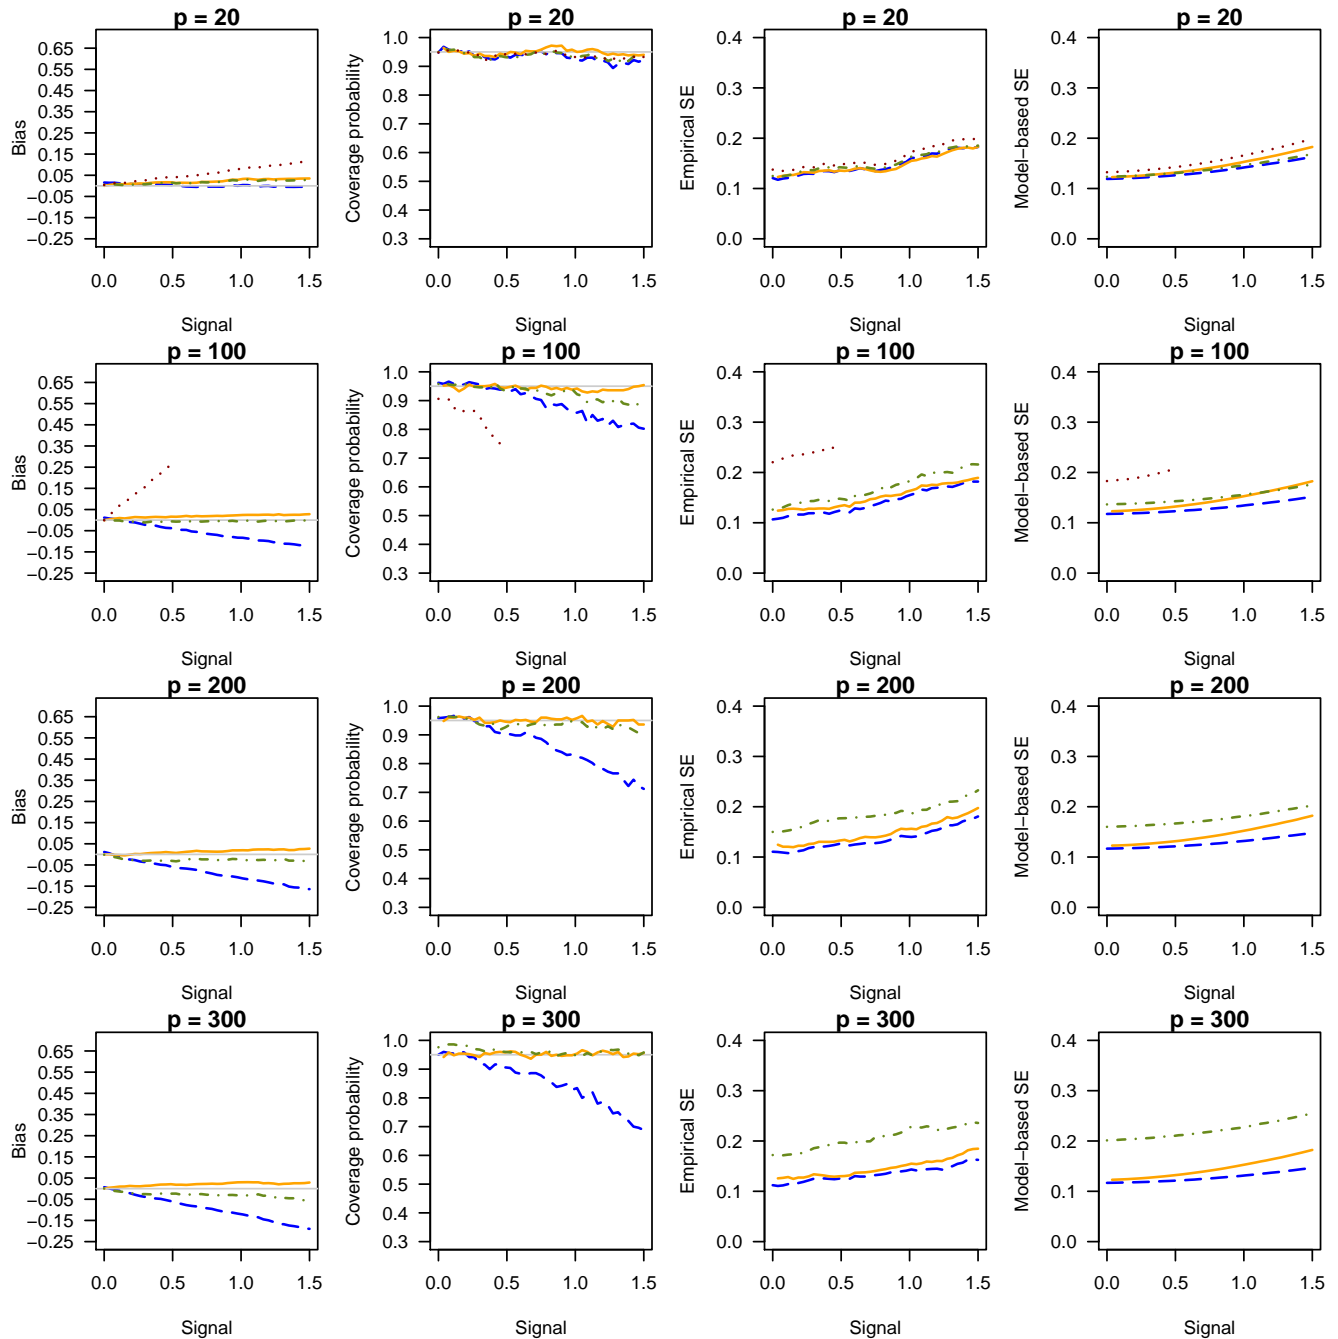 p = 20
p = 20
p = 20
p = 20
Bias
0.65
0.55
0.45
0.35
0.25
0.15
0.05
−0.05
−0.15
−0.25
0.0 0.5 1.0 1.5
Signal
Coverage probability
1.0
0.9
0.8
0.7
0.6
0.5
0.4
0.3
0.0 0.5 1.0 1.5
Signal
Empirical SE
0.4
0.3
0.2
0.1
0.0
0.0 0.5 1.0 1.5
Signal
Model−based SE
0.4
0.3
0.2
0.1
0.0
0.0 0.5 1.0 1.5
Signal
p = 100
p = 100
p = 100
p = 100
Bias
0.65
0.55
0.45
0.35
0.25
0.15
0.05
−0.05
−0.15
−0.25
0.0 0.5 1.0 1.5
Signal
Coverage probability
1.0
0.9
0.8
0.7
0.6
0.5
0.4
0.3
0.0 0.5 1.0 1.5
Signal
Empirical SE
0.4
0.3
0.2
0.1
0.0
0.0 0.5 1.0 1.5
Signal
Model−based SE
0.4
0.3
0.2
0.1
0.0
0.0 0.5 1.0 1.5
Signal
p = 200
p = 200
p = 200
p = 200
Bias
0.65
0.55
0.45
0.35
0.25
0.15
0.05
−0.05
−0.15
−0.25
0.0 0.5 1.0 1.5
Signal
Coverage probability
1.0
0.9
0.8
0.7
0.6
0.5
0.4
0.3
0.0 0.5 1.0 1.5
Signal
Empirical SE
0.4
0.3
0.2
0.1
0.0
0.0 0.5 1.0 1.5
Signal
Model−based SE
0.4
0.3
0.2
0.1
0.0
0.0 0.5 1.0 1.5
Signal
p = 300
p = 300
p = 300
p = 300
Bias
0.65
0.55
0.45
0.35
0.25
0.15
0.05
−0.05
−0.15
−0.25
0.0 0.5 1.0 1.5
Signal
Coverage probability
1.0
0.9
0.8
0.7
0.6
0.5
0.4
0.3
0.0 0.5 1.0 1.5
Signal
Empirical SE
0.4
0.3
0.2
0.1
0.0
0.0 0.5 1.0 1.5
Signal
Model−based SE
0.4
0.3
0.2
0.1
0.0
0.0 0.5 1.0 1.5
Signal